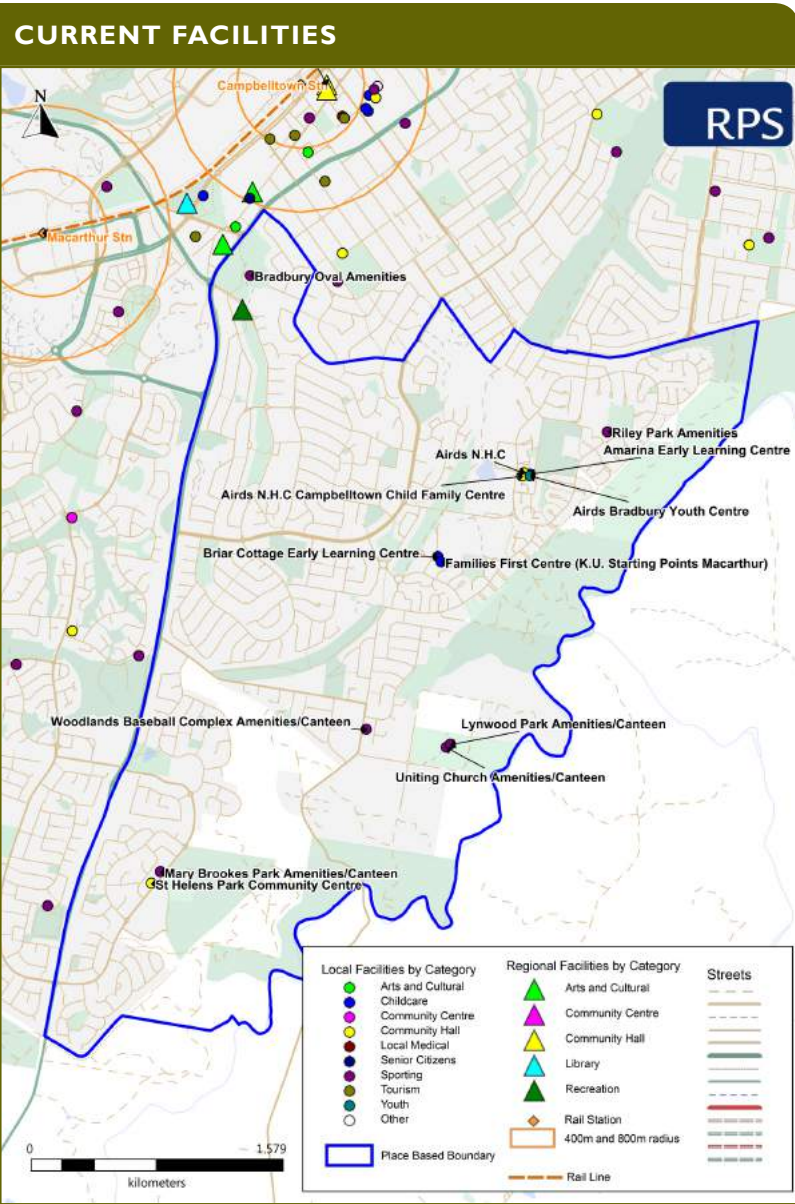 CURRENT FACILITIES
Campbelltown Stn
N
RPS
Macarthur Stn
Bradbury Oval Amenities
Riley Park Amenities
Airds N.H.C
Amarina Early Learning Centre
Airds N.H.C Campbelltown Child Family Centre
Airds Bradbury Youth Centre
Briar Cottage Early Learning Centre
Families First Centre (K.U. Starting Points Macarthur)
Woodlands Baseball Complex Amenities/Canteen
Lynwood Park Amenities/Canteen
Uniting Church Amenities/Canteen
Mary Brookes Park Amenities/Canteen
St Helens Park Community Centre
Local Facilities by Category
Arts and Cultural
Childcare
Community Centre
Community Hall
Local Medical
Senior Citizens
Sporting
Tourism
Youth
Other
Place Based Boundary
Regional Facilities by Category
Arts and Cultural
Community Centre
Community Hall
Library
Recreation
Rail Station
400m and 800m radius
Rail Line
Streets
0 1.579
kilometers